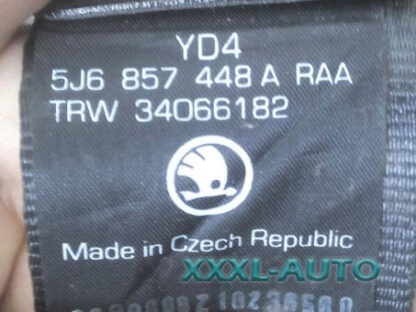 YD4
5J6 857 448 A RAA
TRW 34066182
Made in Czech Republic
XXXL-AUTO